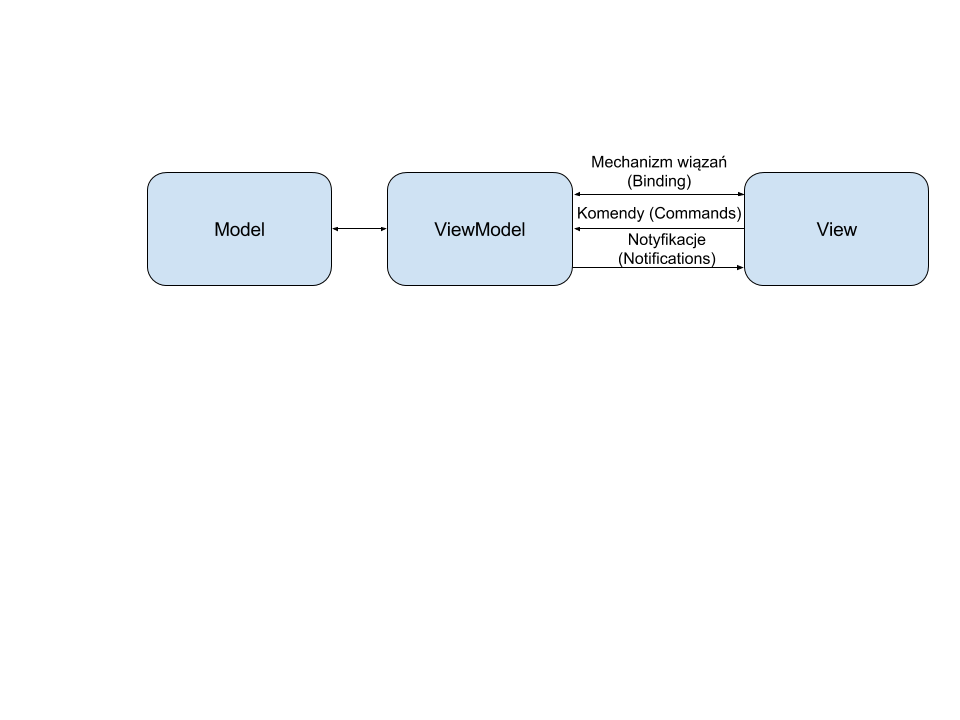 Mechanizm wiązań
(Binding)
Model
ViewModel
Komendy (Commands)
View
Notyfikacje
(Notifications)